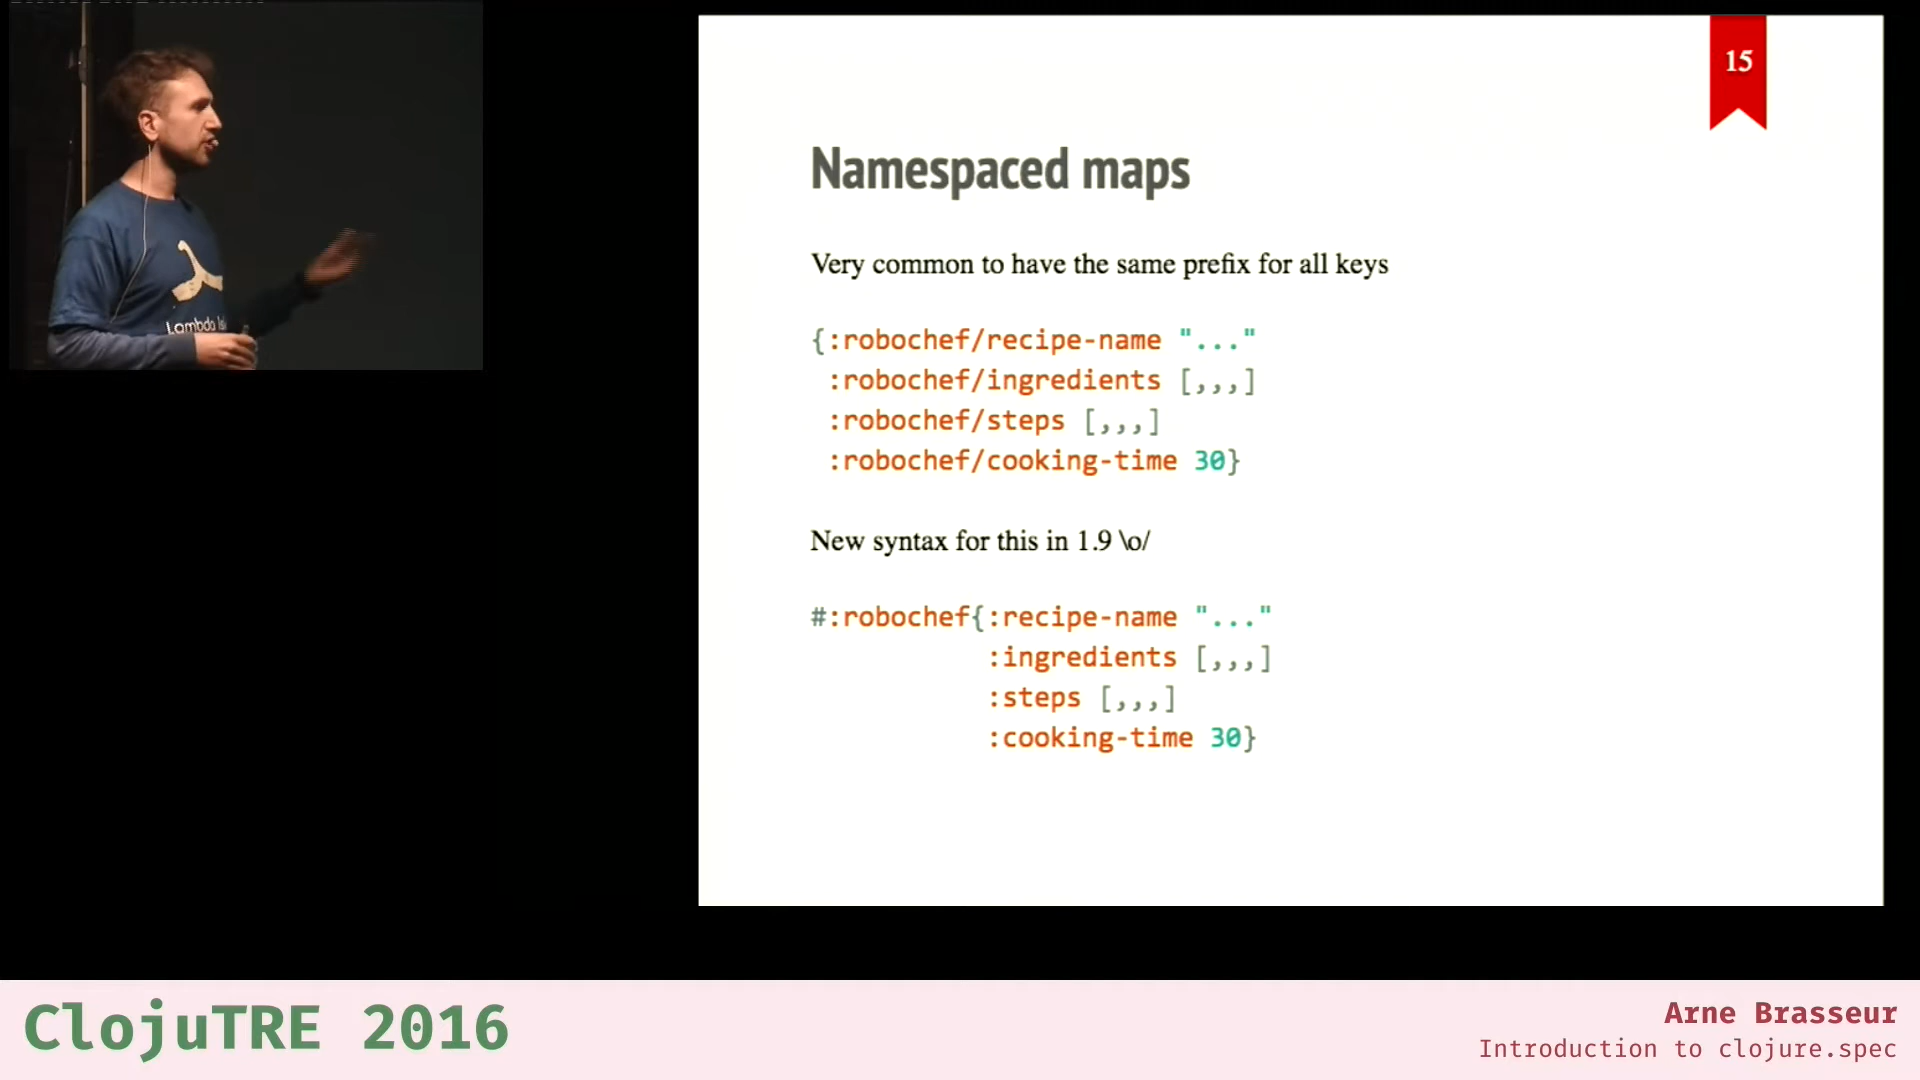 15
Namespaced maps
Very common to have the same prefix for all keys
{:robochef/recipe-name "..."
:robochef/ingredients [,,,]
:robochef/steps [,,,]
:robochef/cooking-time 30}
New syntax for this in 1.9 \o/
#:robochef{:recipe-name "..."
:ingredients [,,,]
:steps [,,,]
:cooking-time 30}
Lambda
ClojuTRE 2016
Arne Brasseur
Introduction to clojure.spec